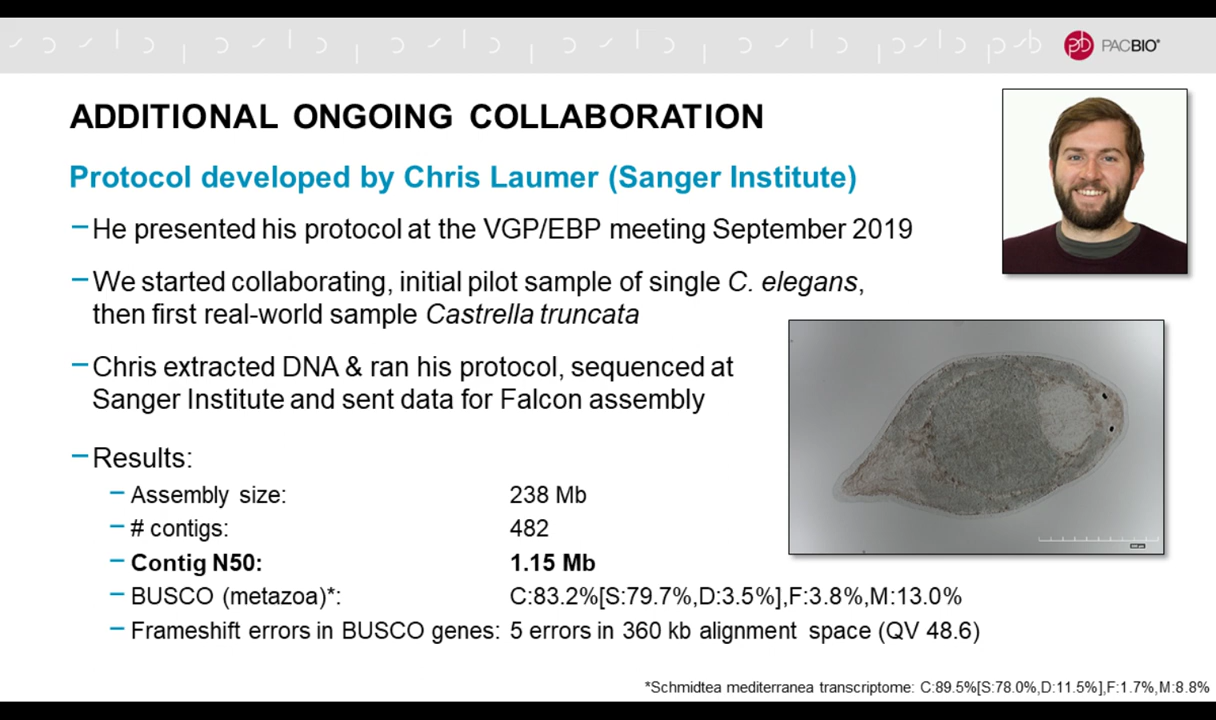 PACBIO®
ADDITIONAL ONGOING COLLABORATION
Protocol developed by Chris Laumer (Sanger Institute)
– He presented his protocol at the VGP/EBP meeting September 2019
– We started collaborating, initial pilot sample of single C. elegans,
then first real-world sample Castrella truncata
– Chris extracted DNA & ran his protocol, sequenced at
Sanger Institute and sent data for Falcon assembly
– Results:
– Assembly size: 238 Mb
– # contigs: 482
– Contig N50: 1.15 Mb
– BUSCO (metazoa)*: C:83.2%[S:79.7%,D:3.5%],F:3.8%,M:13.0%
– Frameshift errors in BUSCO genes: 5 errors in 360 kb alignment space (QV 48.6)
*Schmidtea mediterranea transcriptome: C:89.5%[S:78.0%,D:11.5%],F:1.7%,M:8.8%